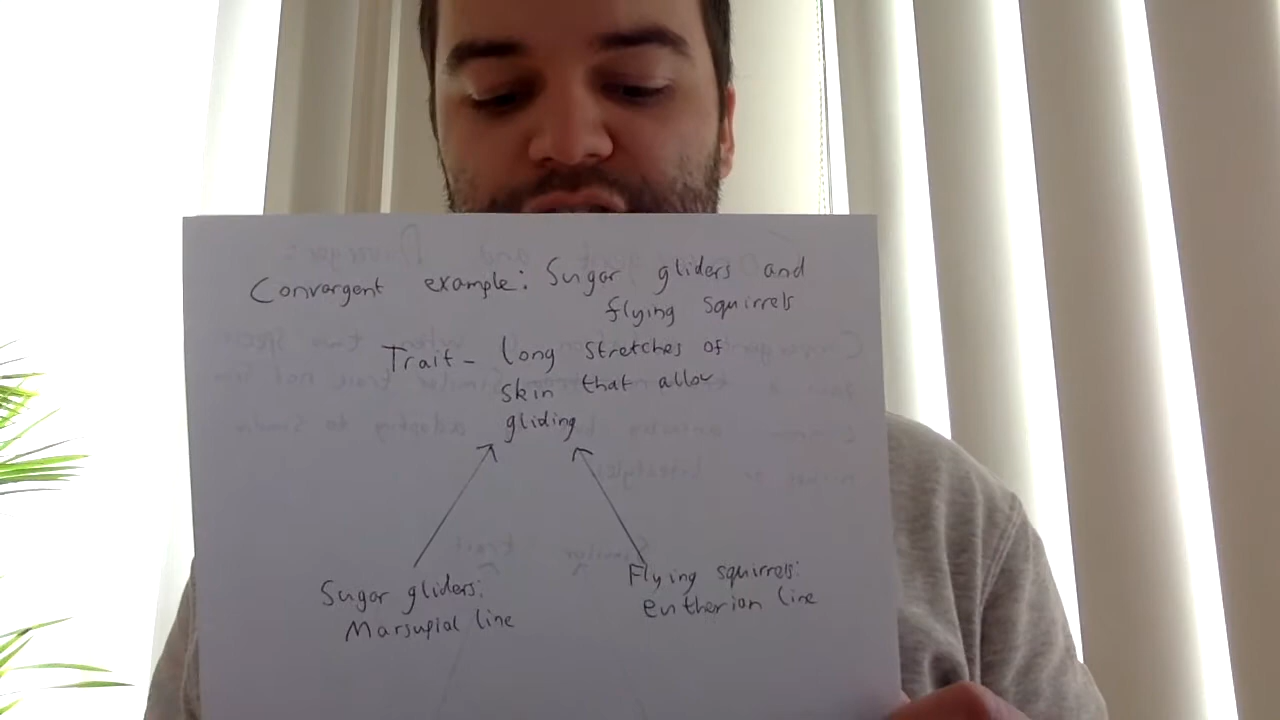 Convargent example: Sugar gliders and
flying squirrels
Trait - long stretches of
skin that allow
gliding
Sugar gliders:
Marsupial line
Flying squirrels:
eutherian line